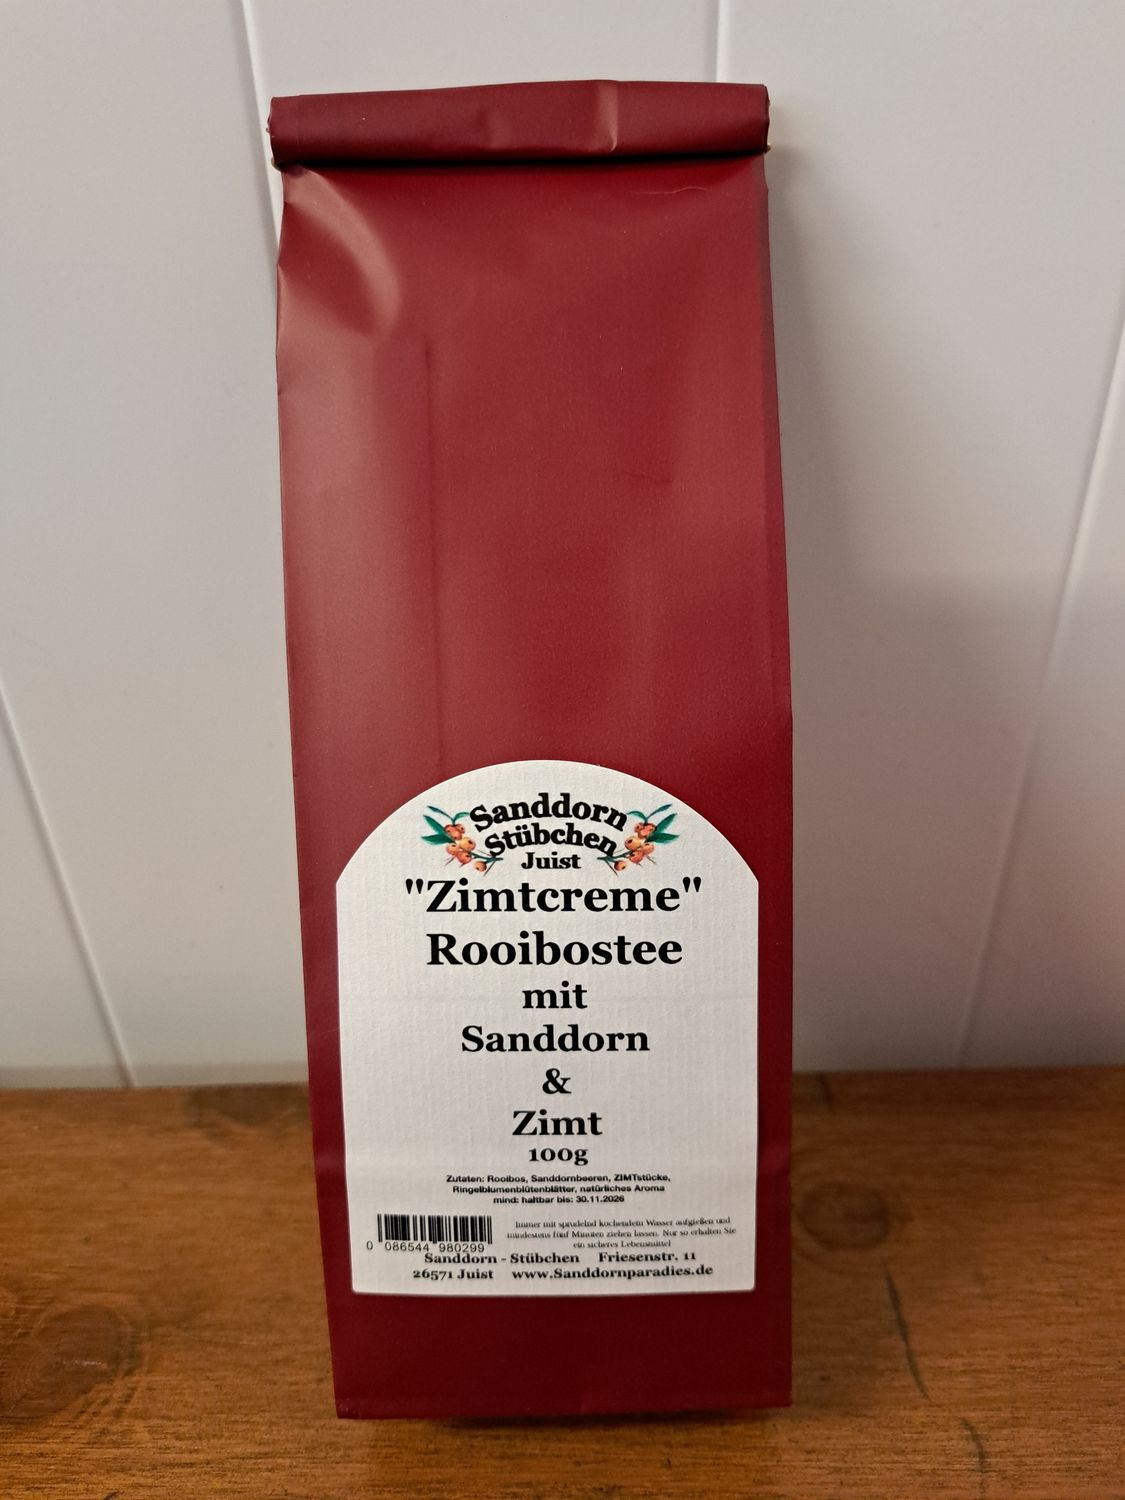 Sanddorn
Stübchen
Juist
"Zimtcreme"
Rooibostee
mit
Sanddorn
&
Zimt
100g
Zutaten: Rooibos, Sanddornbeeren, ZIMTstücke,
Ringelblumenblütenblätter, natürliches Aroma
mind: haltbar bis: 30.11.2026
Immer mit sprudelnd kochendem Wasser aufgießen und
mindestens fünf Minuten ziehen lassen. Nur so erhalten Sie
ein sicheres Lebensmittel
0 086544 980299
Sanddorn - Stübchen Friesenstr. 11
26571 Juist www.Sanddornparadies.de